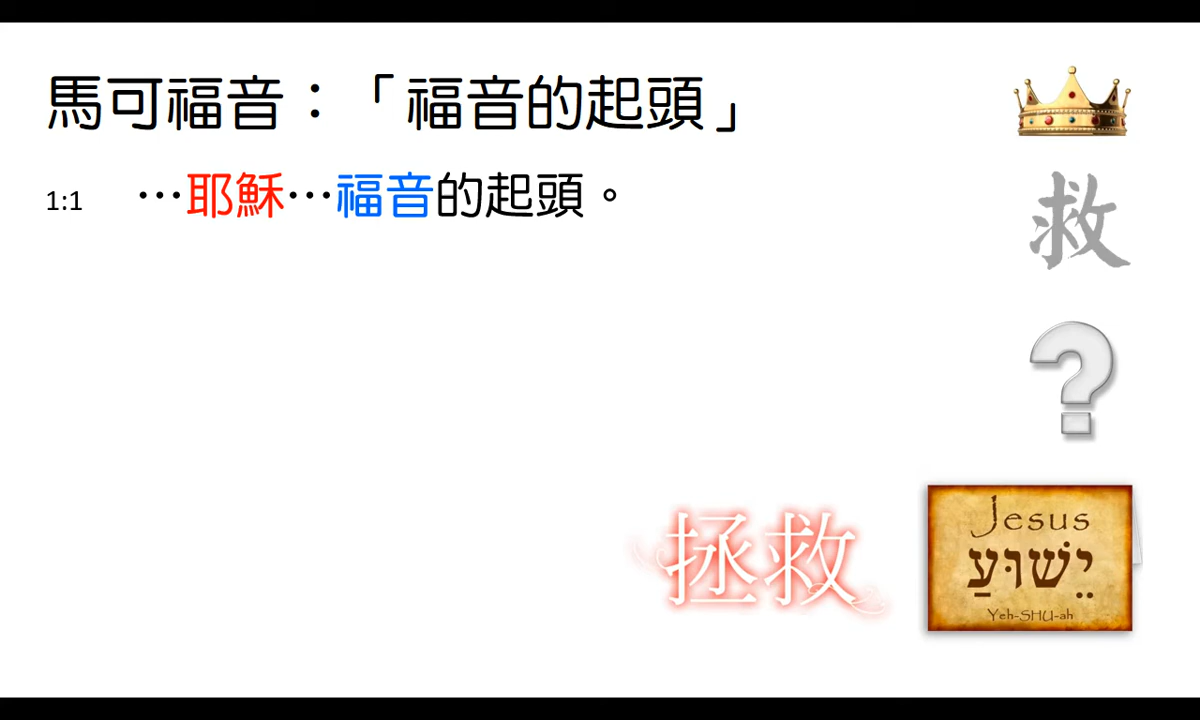 馬可福音：「福音的起頭」
1:1 …耶穌…福音的起頭。
救
?
拯救
Jesus
יֵשׁוּעַ
Yeh-SHU-ah